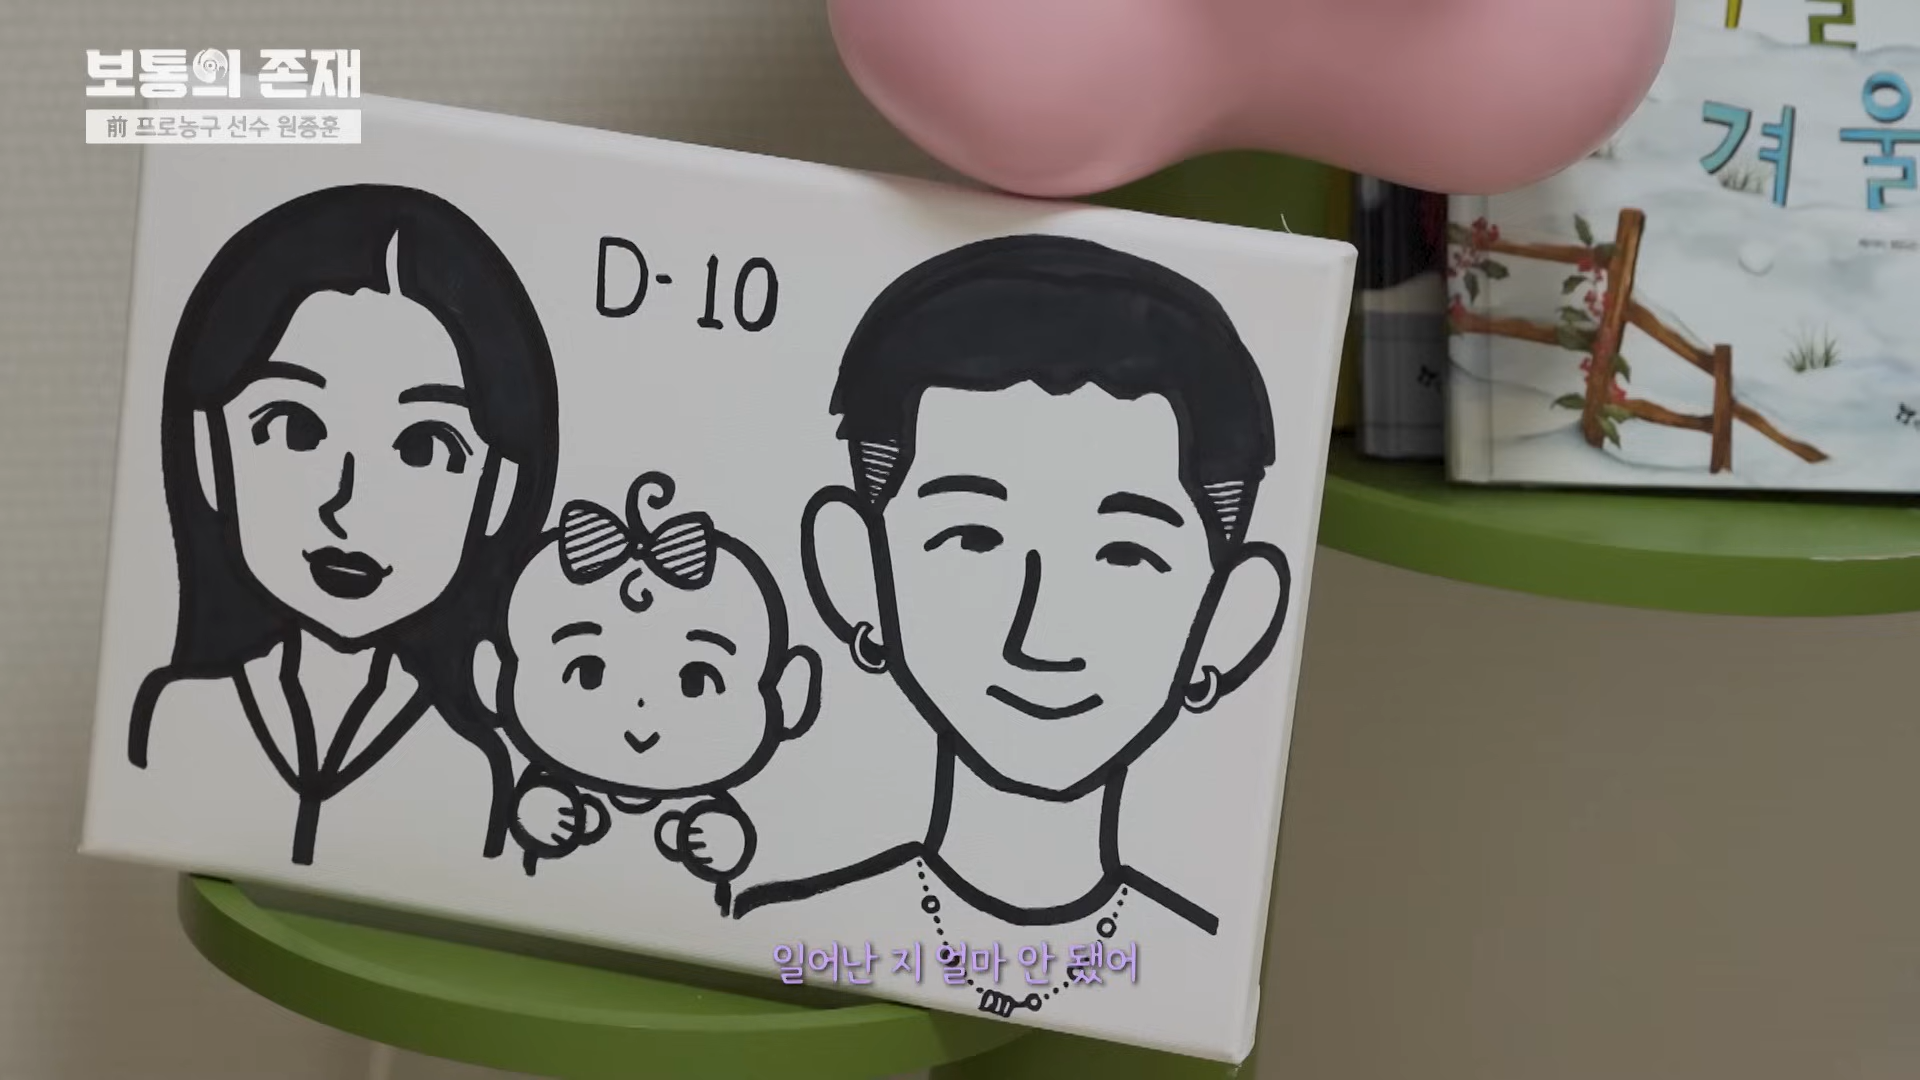 보통의 존재
前 프로농구 선수 원종훈
D-10
겨울
일어난 지 얼마 안 됐어